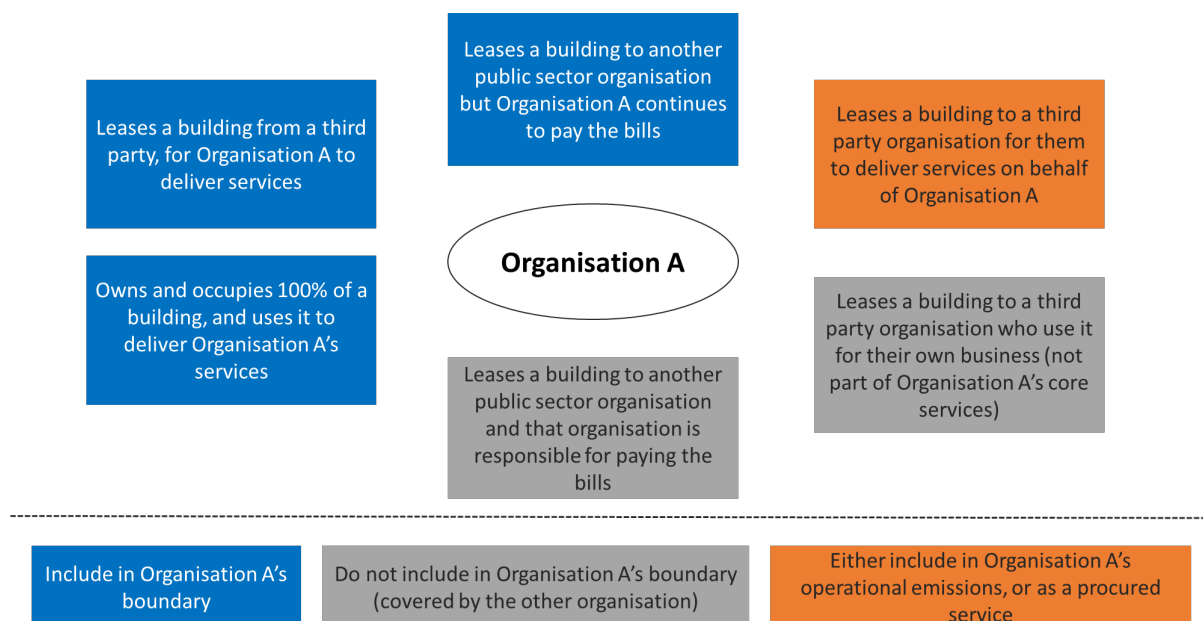 Leases a building to another
public sector organisation
but Organisation A continues
to pay the bills
Leases a building from a third
party, for Organisation A to
deliver services
Leases a building to a third
party organisation for them
to deliver services on behalf
of Organisation A
Organisation A
Owns and occupies 100% of a
building, and uses it to
deliver Organisation A's
services
Leases a building to a third
party organisation who use it
for their own business (not
part of Organisation A's core
services)
Leases a building to another
public sector organisation
and that organisation is
responsible for paying the
bills
Include in Organisation A's
boundary
Do not include in Organisation A's boundary
(covered by the other organisation)
Either include in Organisation A's
operational emissions, or as a procured
service